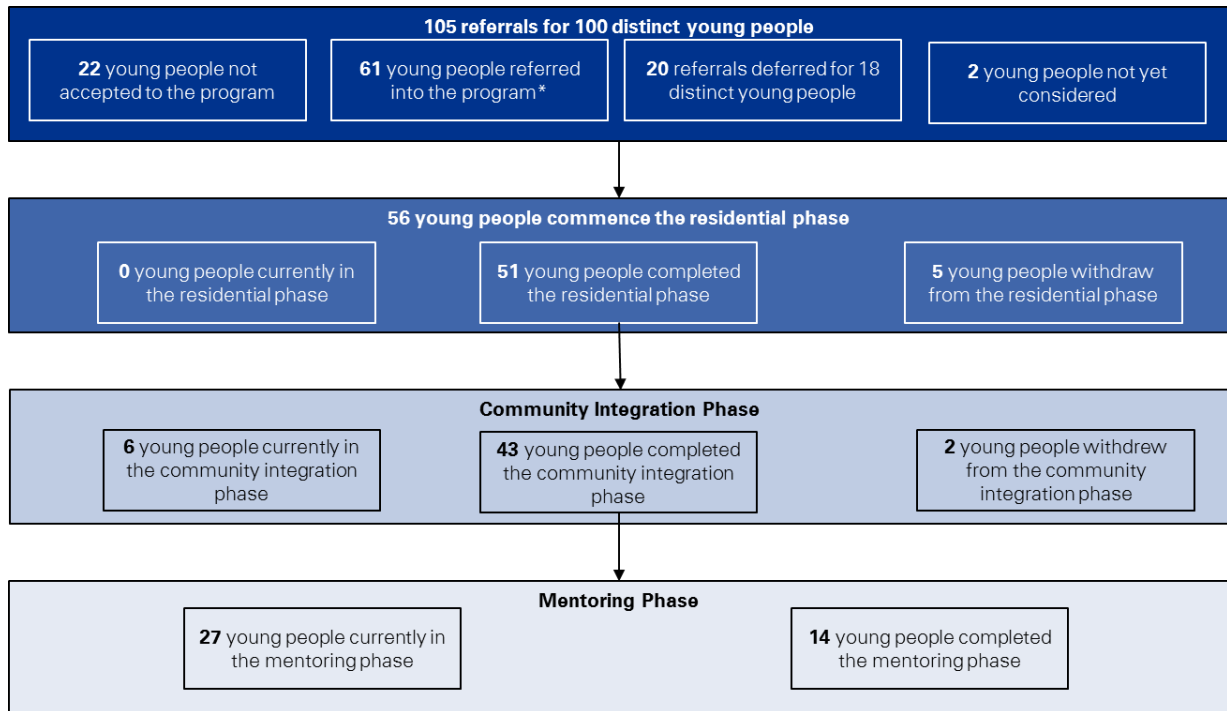 105 referrals for 100 distinct young people
22 young people not
accepted to the program
61 young people referred
into the program*
20 referrals deferred for 18
distinct young people
2 young people not yet
considered
56 young people commence the residential phase
0 young people currently in
the residential phase
51 young people completed
the residential phase
5 young people withdraw
from the residential phase
Community Integration Phase
6 young people currently in
the community integration
phase
43 young people completed
the community integration
phase
2 young people withdrew
from the community
integration phase
Mentoring Phase
27 young people currently in
the mentoring phase
14 young people completed
the mentoring phase